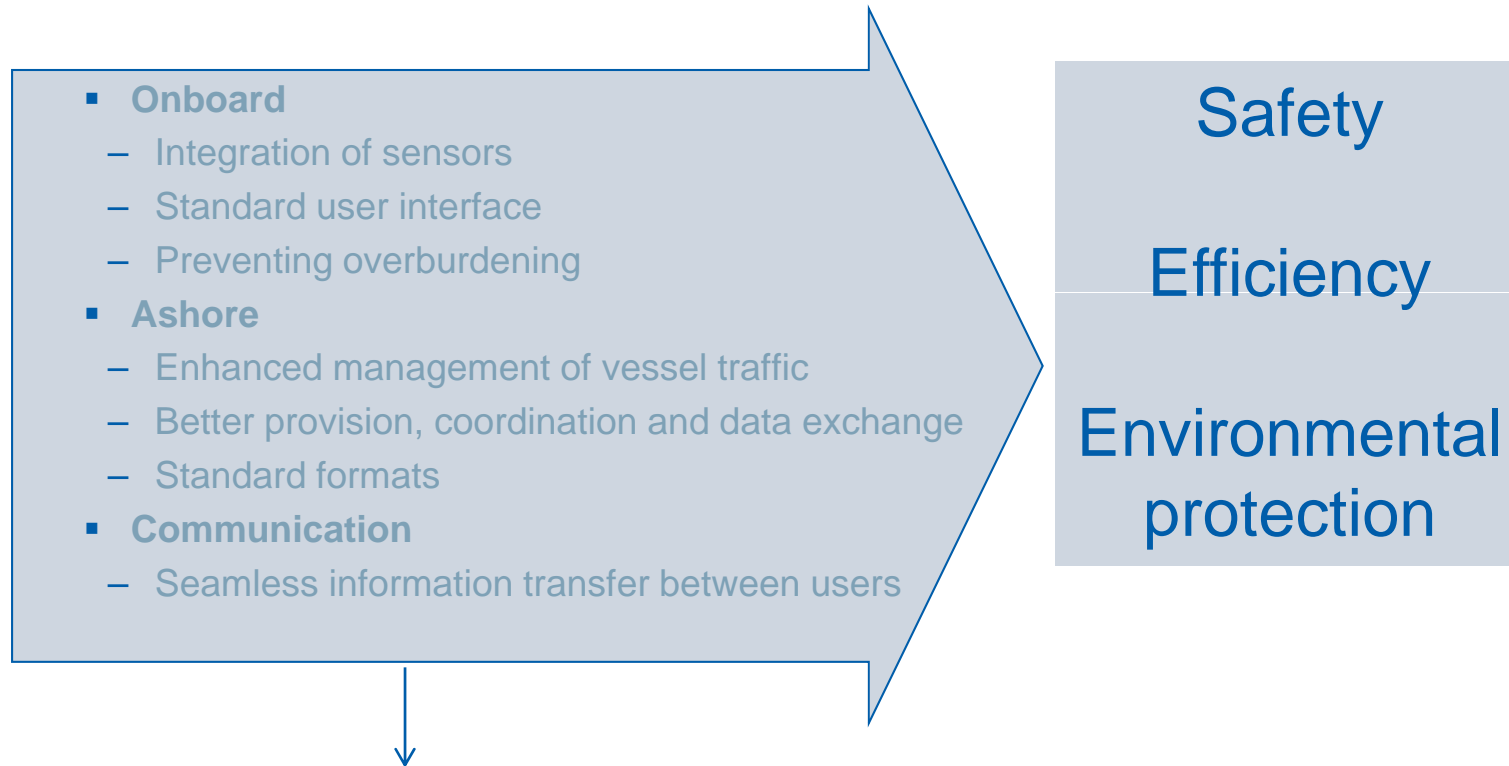 ▪ Onboard
– Integration of sensors
– Standard user interface
– Preventing overburdening
▪ Ashore
– Enhanced management of vessel traffic
– Better provision, coordination and data exchange
– Standard formats
▪ Communication
– Seamless information transfer between users
Safety
Efficiency
Environmental
protection